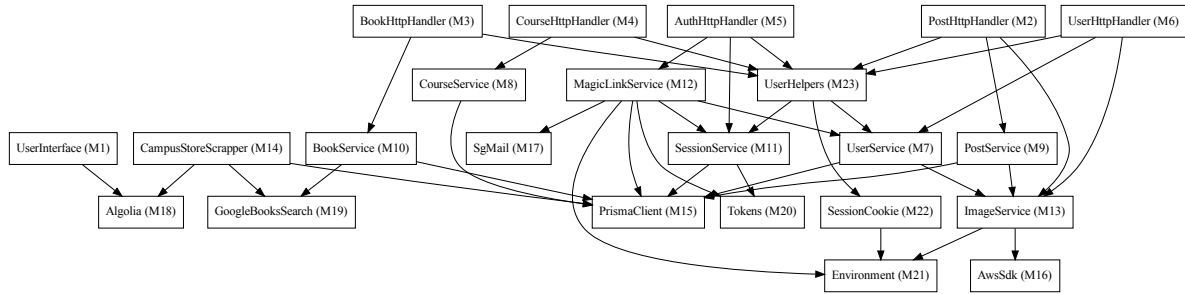 BookHttpHandler (M3)
CourseHttpHandler (M4)
AuthHttpHandler (M5)
PostHttpHandler (M2)
UserHttpHandler (M6)
CourseService (M8)
MagicLinkService (M12)
UserHelpers (M23)
UserInterface (M1)
CampusStoreScrapper (M14)
BookService (M10)
SgMail (M17)
SessionService (M11)
UserService (M7)
PostService (M9)
Algolia (M18)
GoogleBooksSearch (M19)
PrismaClient (M15)
Tokens (M20)
SessionCookie (M22)
ImageService (M13)
Environment (M21)
AwsSdk (M16)